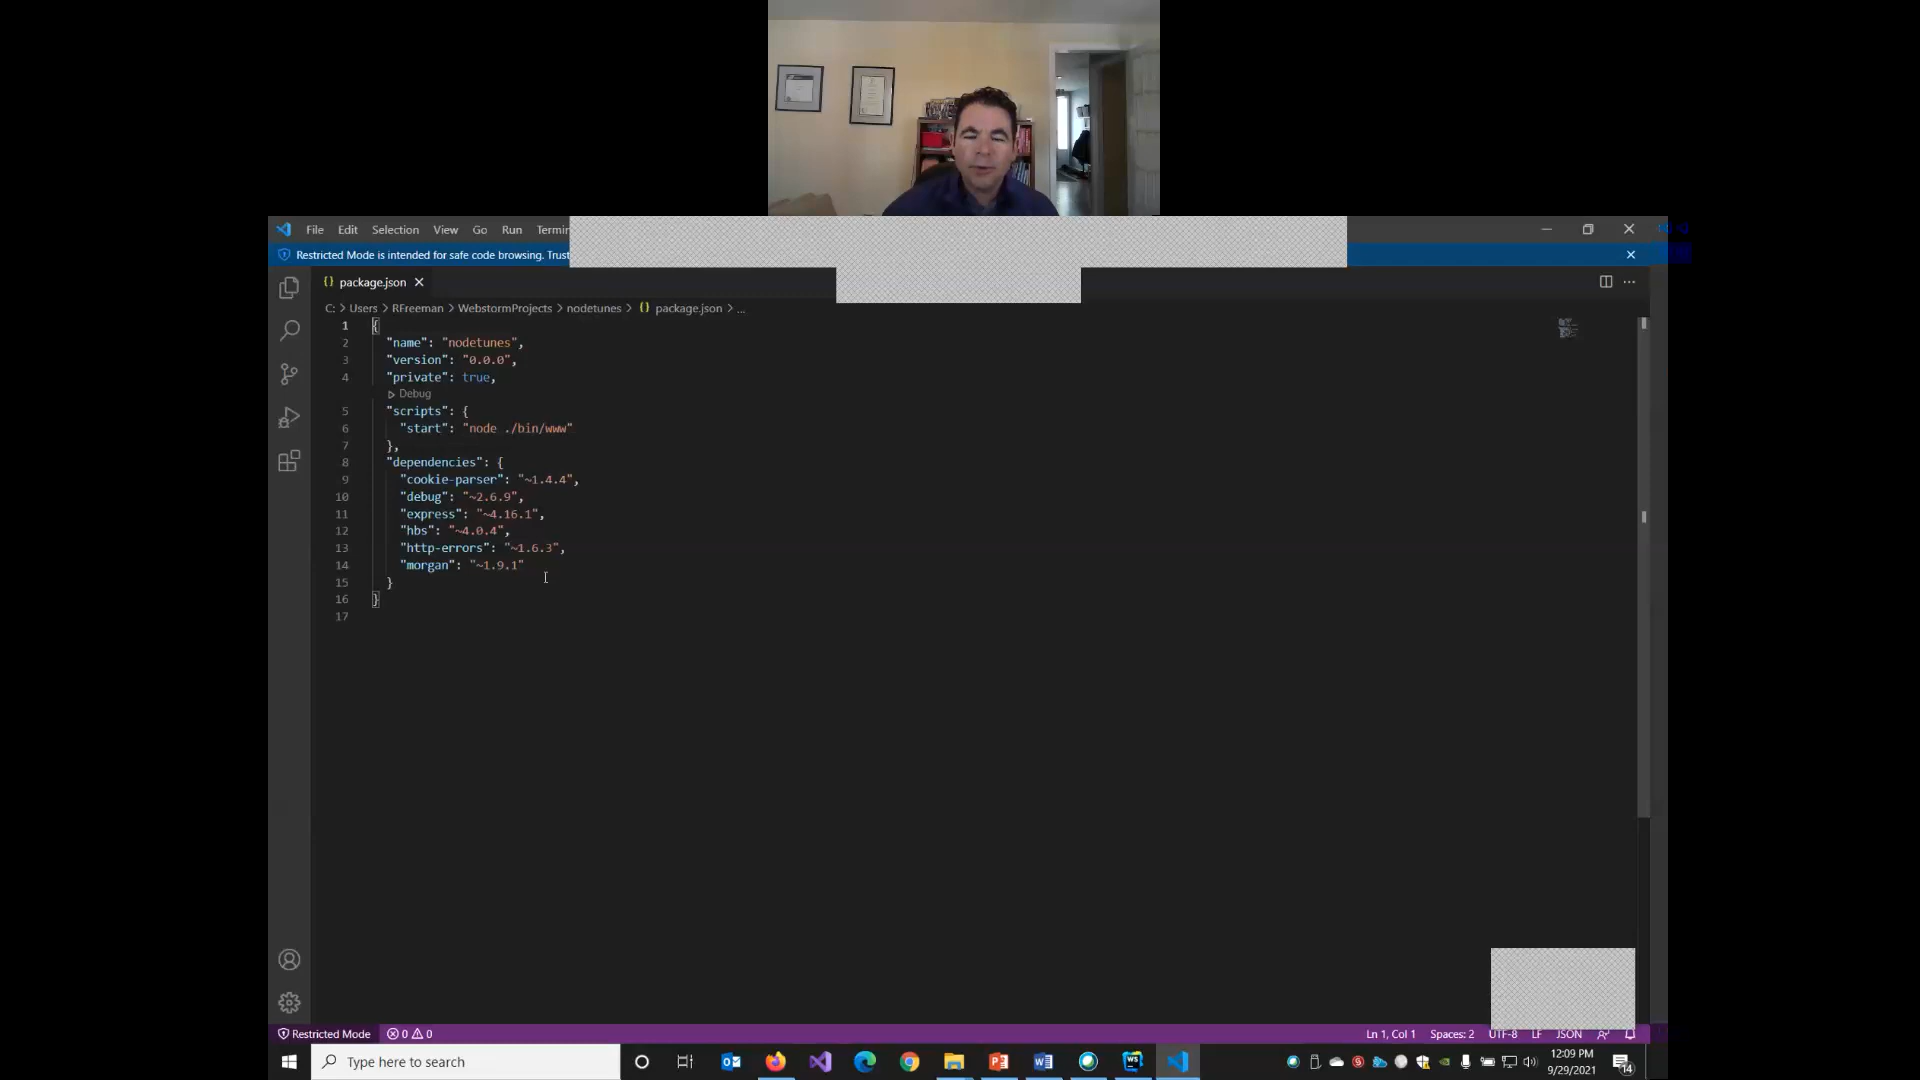 File Edit Selection View Go Run Termin
Restricted Mode is intended for safe code browsing. Trust
{} package.json
C: > Users > RFreeman > WebstormProjects > nodetunes > {} package.json > ...
1 {
2 "name": "nodetunes",
3 "version": "0.0.0",
4 "private": true,
Debug
5 "scripts": {
6 "start": "node ./bin/www"
7 },
8 "dependencies": {
9 "cookie-parser": "~1.4.4",
10 "debug": "~2.6.9",
11 "express": "~4.16.1",
12 "hbs": "~4.0.4",
13 "http-errors": "~1.6.3",
14 "morgan": "~1.9.1"
15 }
16 }
17
Restricted Mode 0 0 Ln 1, Col 1 Spaces: 2 UTF-8 LF JSON
Type here to search
12:09 PM
9/29/2021
14